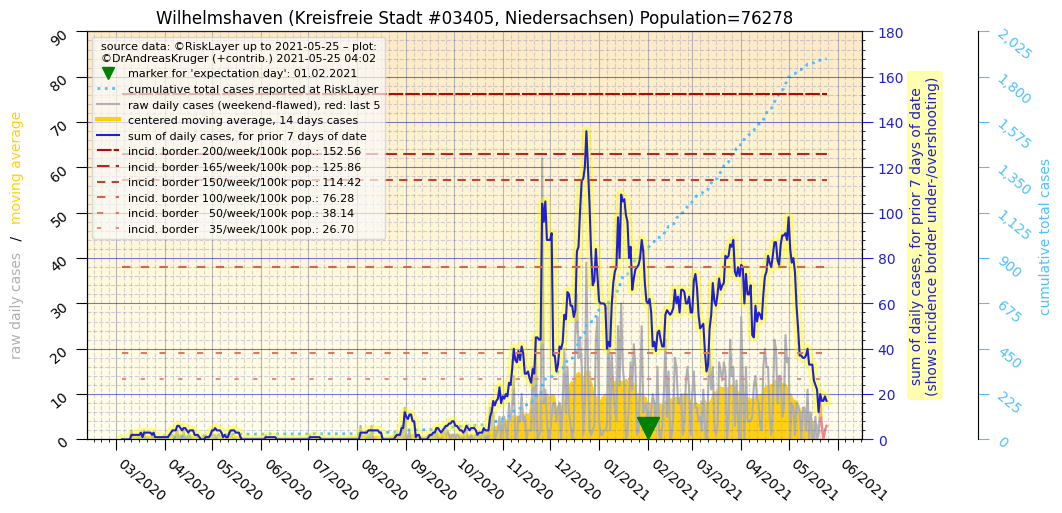 Wilhelmshaven (Kreisfreie Stadt #03405, Niedersachsen) Population=76278
source data: ©RiskLayer up to 2021-05-25 – plot:
©DrAndreasKruger (+contrib.) 2021-05-25 04:02
marker for 'expectation day': 01.02.2021
cumulative total cases reported at RiskLayer
raw daily cases (weekend-flawed), red: last 5
centered moving average, 14 days cases
sum of daily cases, for prior 7 days of date
incid. border 200/week/100k pop.: 152.56
incid. border 165/week/100k pop.: 125.86
incid. border 150/week/100k pop.: 114.42
incid. border 100/week/100k pop.: 76.28
incid. border   50/week/100k pop.: 38.14
incid. border   35/week/100k pop.: 26.70
raw daily cases / moving average
90
80
70
60
50
40
30
20
10
0
180
160
140
120
100
80
60
40
20
0
sum of daily cases, for prior 7 days of date
(shows incidence border under-/overshooting)
2,025
1,800
1,575
1,350
1,125
900
675
450
225
0
cumulative total cases
03/2020
04/2020
05/2020
06/2020
07/2020
08/2020
09/2020
10/2020
11/2020
12/2020
01/2021
02/2021
03/2021
04/2021
05/2021
06/2021